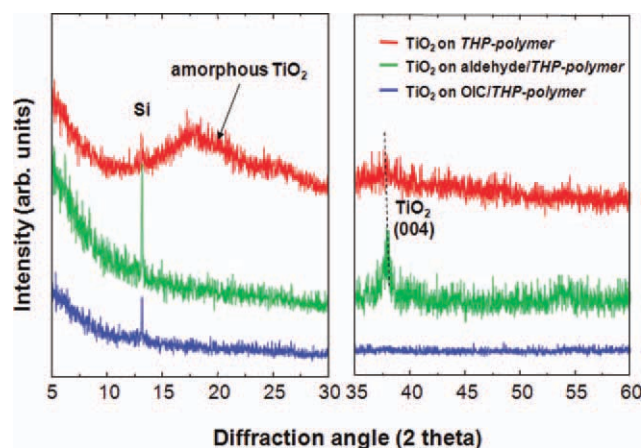 TiO2 on THP-polymer
TiO2 on aldehyde/THP-polymer
TiO2 on OIC/THP-polymer
amorphous TiO2
Si
TiO2
(004)
Intensity (arb. units)
5 10 15 20 25 30 35 40 45 50 55 60
Diffraction angle (2 theta)